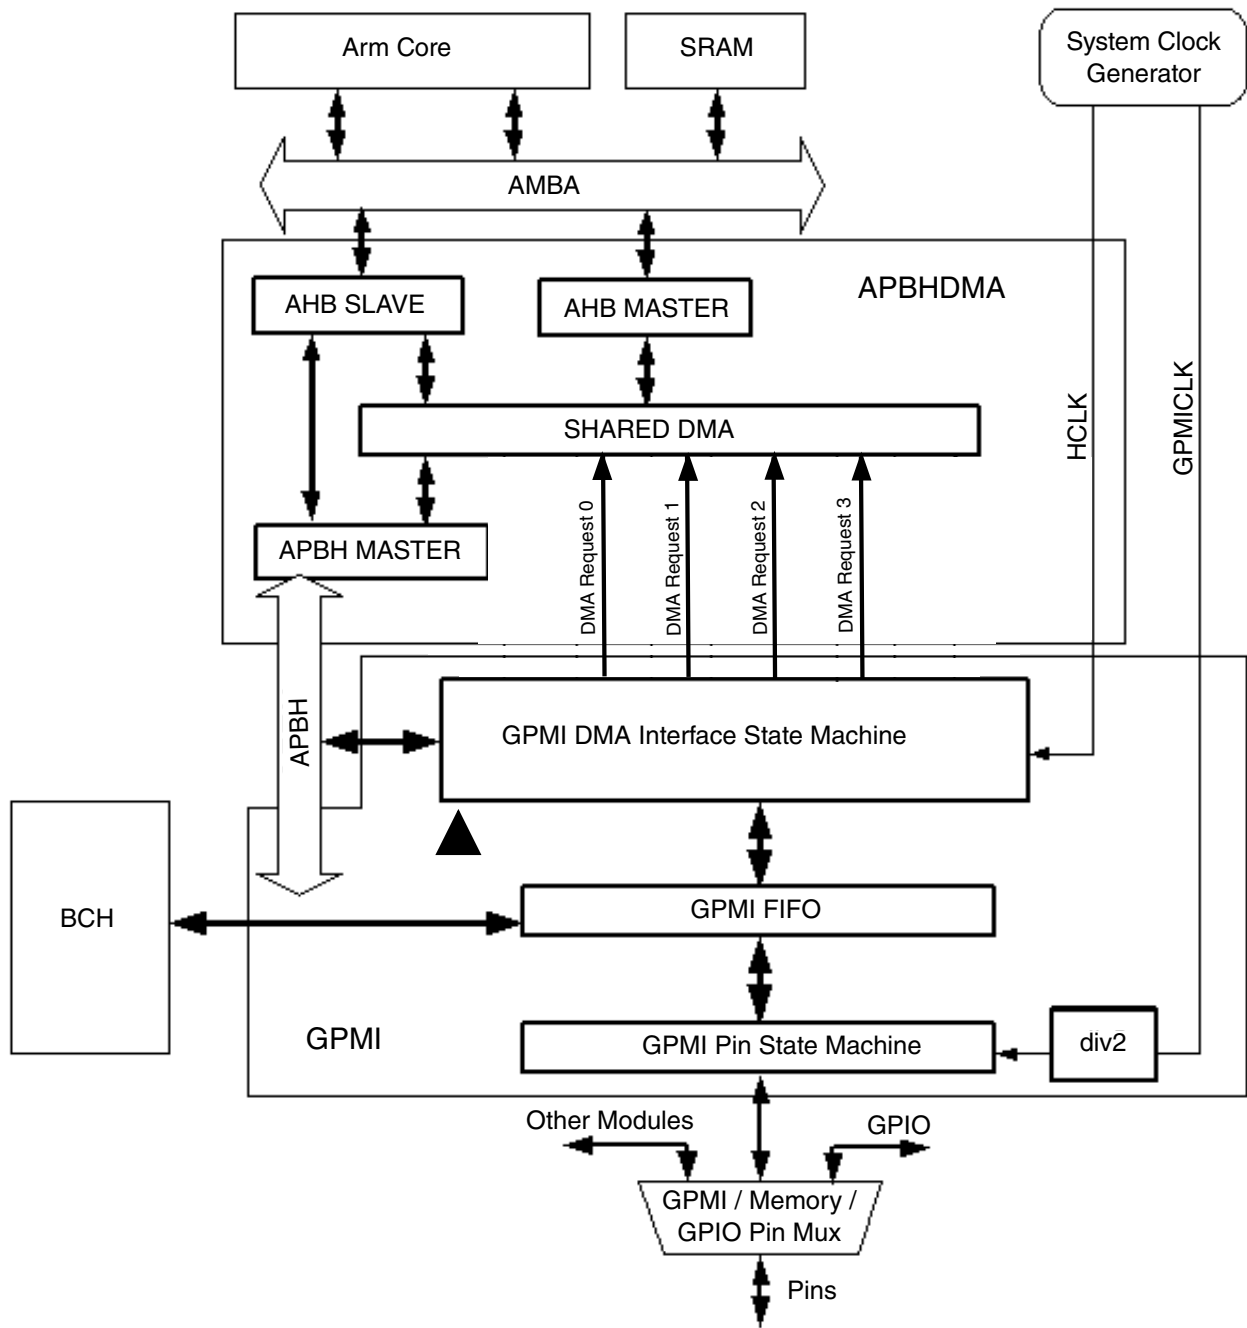 Arm Core
SRAM
System Clock
Generator
AMBA
AHB SLAVE
AHB MASTER
APBHDMA
SHARED DMA
HCLK
GPMICLK
DMA Request 0
DMA Request 1
DMA Request 2
DMA Request 3
APBH MASTER
APBH
GPMI DMA Interface State Machine
BCH
GPMI FIFO
GPMI
GPMI Pin State Machine
div2
Other Modules
GPIO
GPMI / Memory /
GPIO Pin Mux
Pins